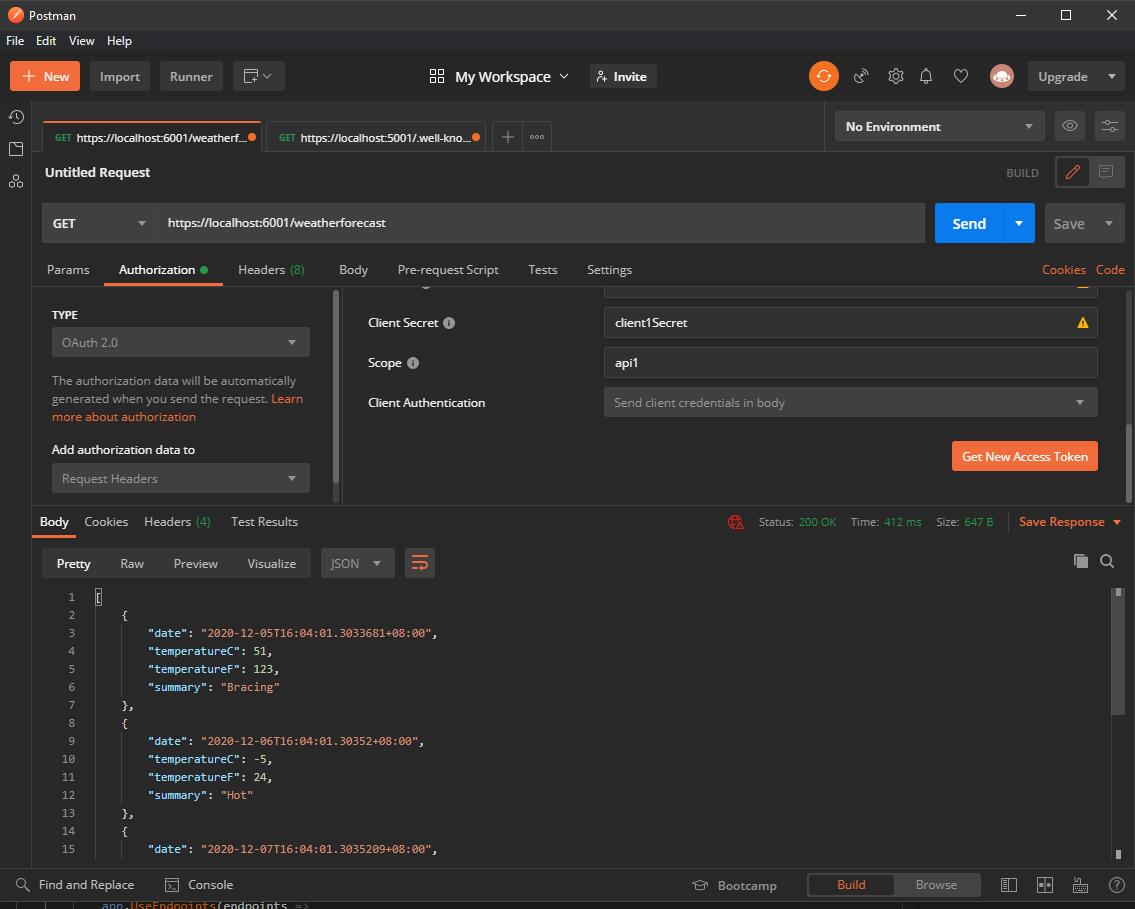 Postman
File Edit View Help
New Import Runner My Workspace Invite Upgrade
GET https://localhost:6001/weatherf... GET https://localhost:5001/.well-kno... No Environment
Untitled Request BUILD
GET https://localhost:6001/weatherforecast Send Save
Params Authorization Headers (8) Body Pre-request Script Tests Settings Cookies Code
TYPE
OAuth 2.0
The authorization data will be automatically
generated when you send the request. Learn
more about authorization
Add authorization data to
Request Headers
Client Secret client1Secret
Scope api1
Client Authentication Send client credentials in body
Get New Access Token
Body Cookies Headers (4) Test Results Status: 200 OK Time: 412 ms Size: 647 B Save Response
Pretty Raw Preview Visualize JSON
1 [
2 {
3 "date": "2020-12-05T16:04:01.3033681+08:00",
4 "temperatureC": 51,
5 "temperatureF": 123,
6 "summary": "Bracing"
7 },
8 {
9 "date": "2020-12-06T16:04:01.30352+08:00",
10 "temperatureC": -5,
11 "temperatureF": 24,
12 "summary": "Hot"
13 },
14 {
15 "date": "2020-12-07T16:04:01.3035209+08:00",
Find and Replace Console Bootcamp Build Browse
app.UseEndpoints(endpoints =>